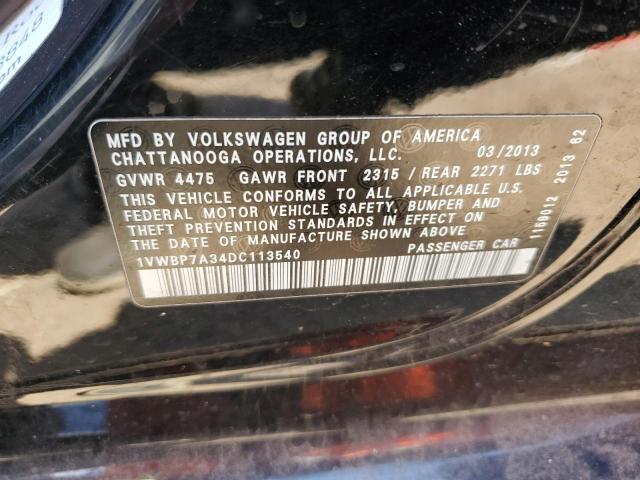 MFD BY VOLKSWAGEN GROUP OF AMERICA
CHATTANOOGA OPERATIONS, LLC. 03/2013
GVWR 4475 GAWR FRONT 2315 / REAR 2271 LBS
THIS VEHICLE CONFORMS TO ALL APPLICABLE U.S.
FEDERAL MOTOR VEHICLE SAFETY, BUMPER AND
THEFT PREVENTION STANDARDS IN EFFECT ON
THE DATE OF MANUFACTURE SHOWN ABOVE
1VWBP7A34DC113540 PASSENGER CAR
1169012 2013 62